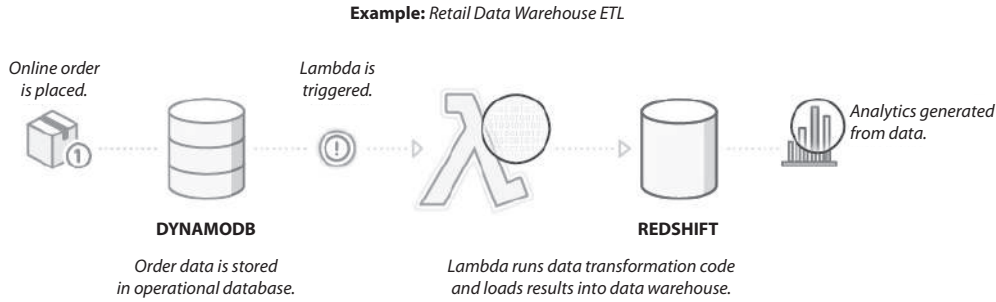 Example: Retail Data Warehouse ETL
Online order
is placed.
1
Lambda is
triggered.
!
λ
Analytics generated
from data.
DYNAMODB
REDSHIFT
Order data is stored
in operational database.
Lambda runs data transformation code
and loads results into data warehouse.